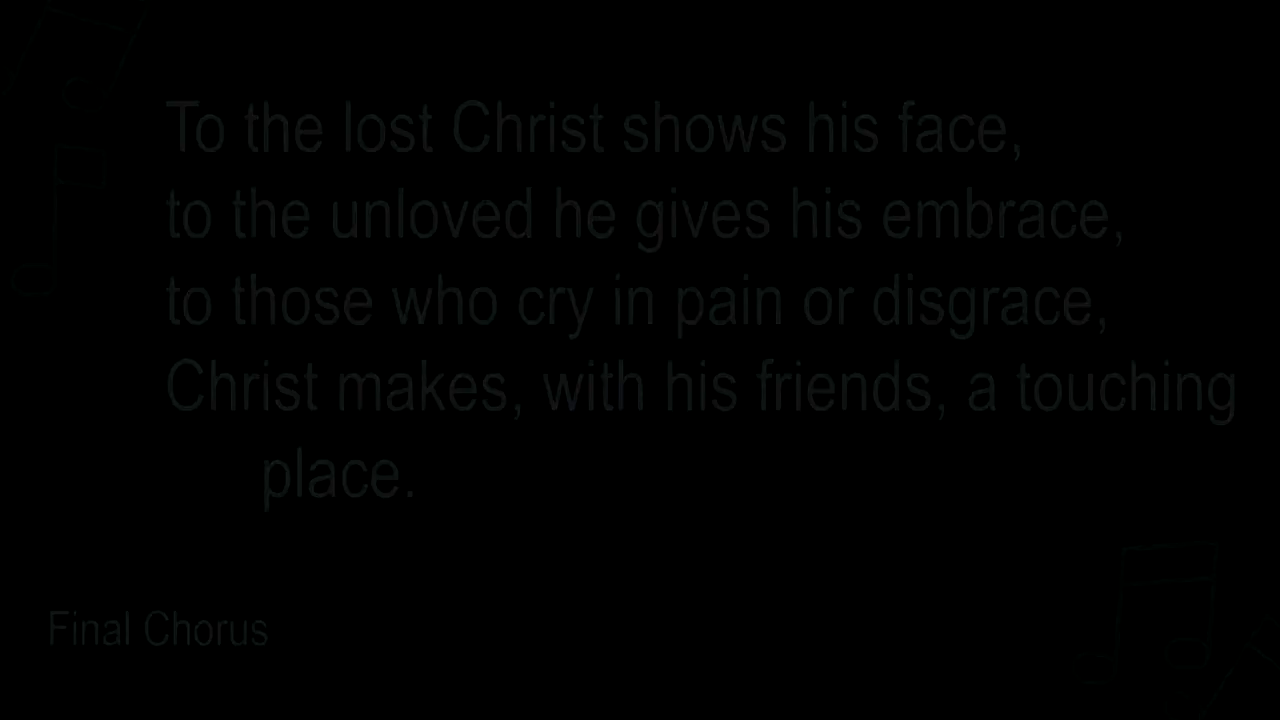 To the lost Christ shows his face,
to the unloved he gives his embrace,
to those who cry in pain or disgrace,
Christ makes, with his friends, a touching
place.
Final Chorus